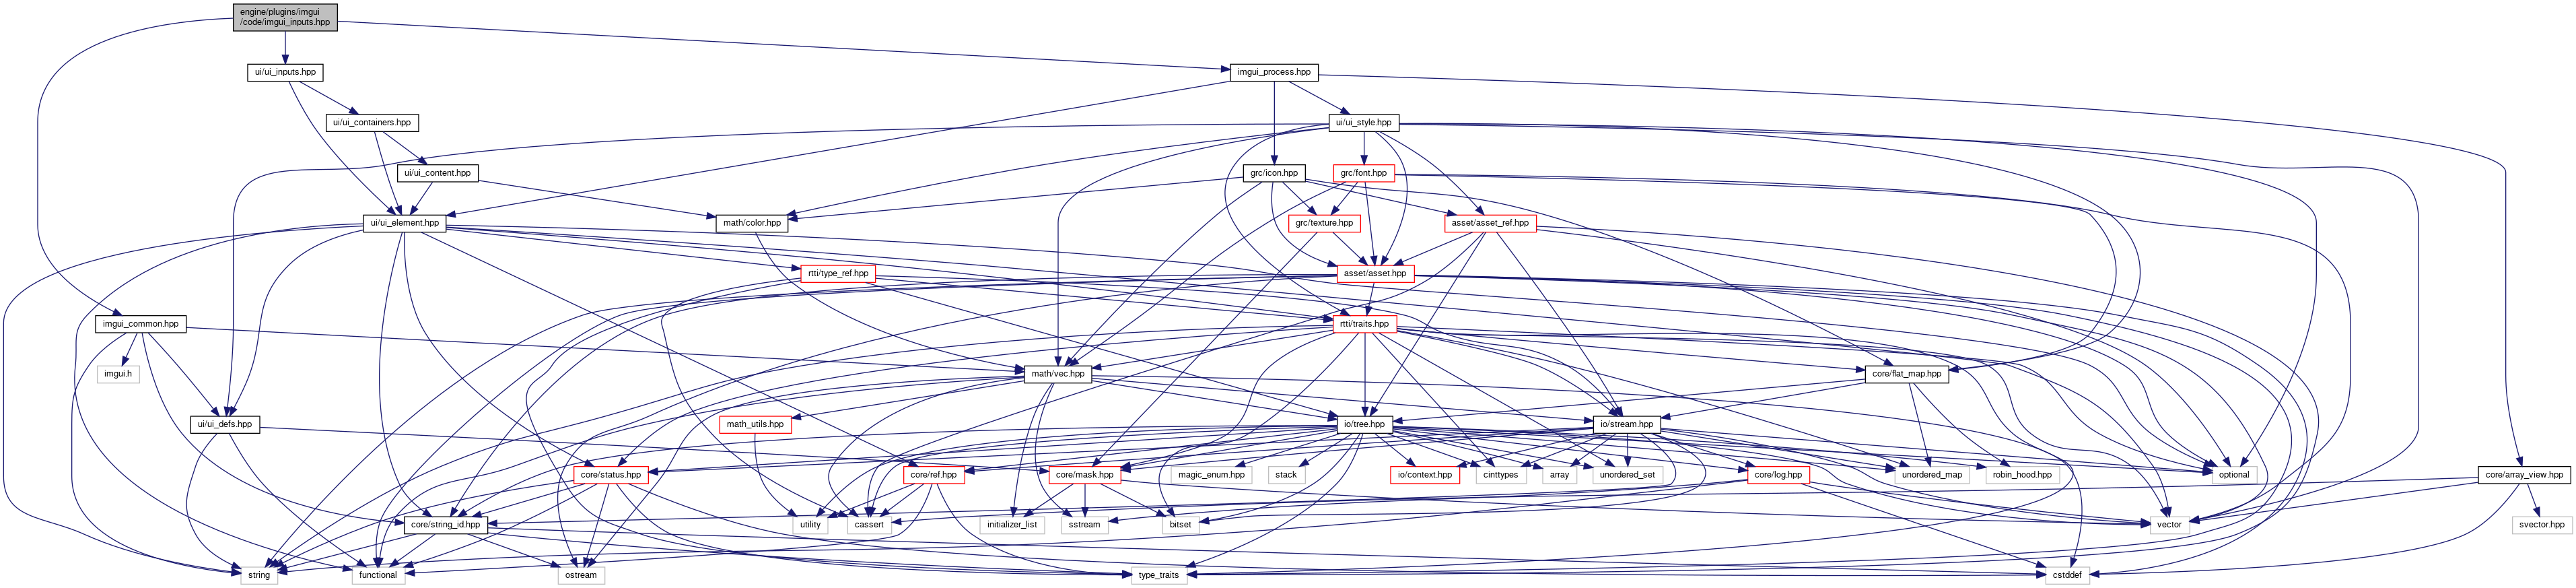 engine/plugins/imgui
/code/imgui_inputs.hpp
ui/ui_inputs.hpp
imgui_process.hpp
ui/ui_containers.hpp
ui/ui_style.hpp
ui/ui_content.hpp
grc/icon.hpp
grc/font.hpp
ui/ui_element.hpp
math/color.hpp
grc/texture.hpp
asset/asset_ref.hpp
rtti/type_ref.hpp
asset/asset.hpp
imgui_common.hpp
rtti/traits.hpp
imgui.h
math/vec.hpp
core/flat_map.hpp
ui/ui_defs.hpp
math_utils.hpp
io/tree.hpp
io/stream.hpp
core/status.hpp
core/ref.hpp
core/mask.hpp
magic_enum.hpp
stack
io/context.hpp
cinttypes
array
unordered_set
core/log.hpp
unordered_map
robin_hood.hpp
optional
core/array_view.hpp
core/string_id.hpp
utility
cassert
initializer_list
sstream
bitset
vector
svector.hpp
string
functional
ostream
type_traits
cstddef